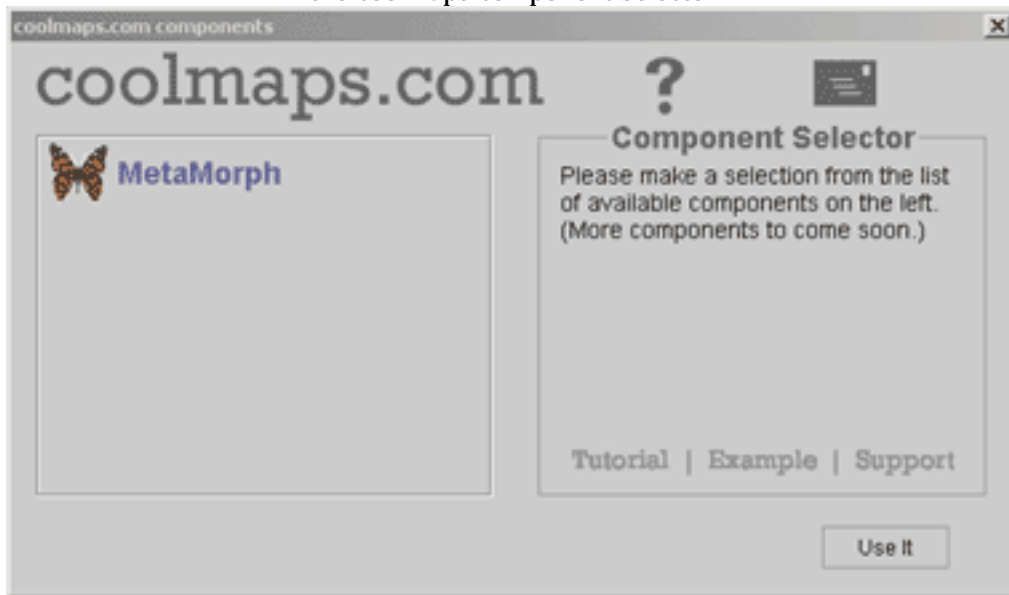 coolmaps.com components
coolmaps.com ?
MetaMorph
Component Selector
Please make a selection from the list
of available components on the left.
(More components to come soon.)
Tutorial | Example | Support
Use It